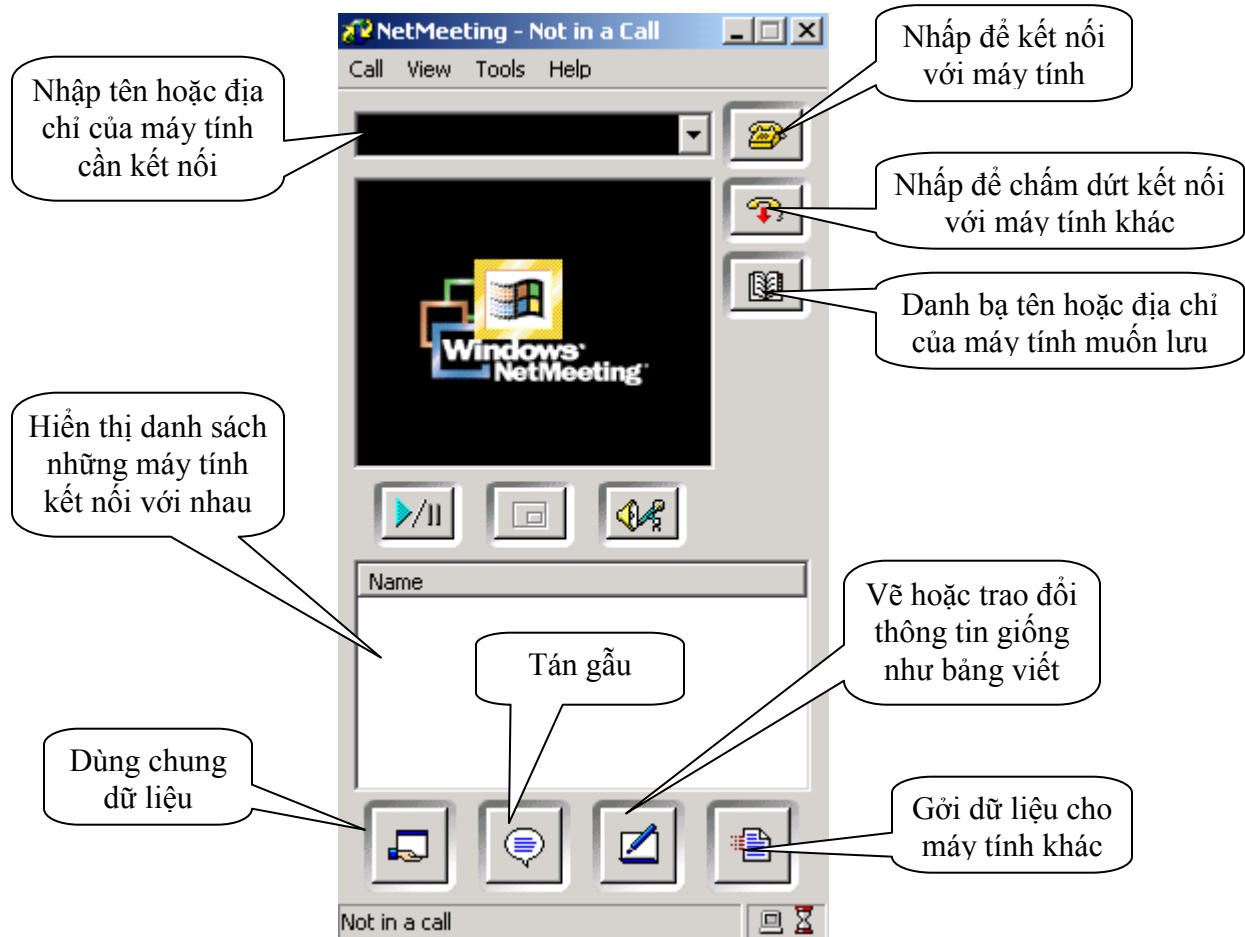 NetMeeting - Not in a Call
Call View Tools Help
Nhập tên hoặc địa
chỉ của máy tính
cần kết nối
Nhấp để kết nối
với máy tính
Nhấp để chấm dứt kết nối
với máy tính khác
Danh bạ tên hoặc địa chỉ
của máy tính muốn lưu
Windows
NetMeeting
Hiển thị danh sách
những máy tính
kết nối với nhau
Name
Tán gẫu
Vẽ hoặc trao đổi
thông tin giống
như bảng viết
Dùng chung
dữ liệu
Gởi dữ liệu cho
máy tính khác
Not in a call